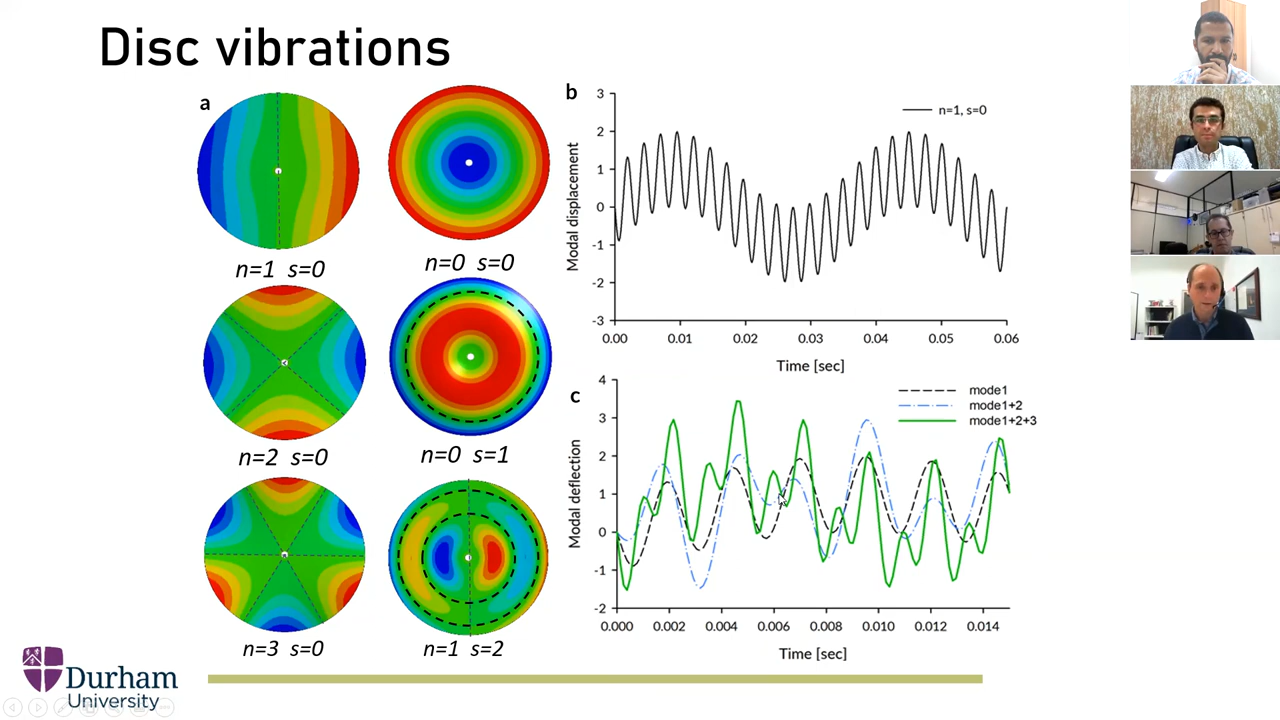 Disc vibrations
a
n=1 s=0
n=0 s=0
n=2 s=0
n=0 s=1
n=3 s=0
n=1 s=2
b
Modal displacement
3
2
1
0
-1
-2
-3
n=1, s=0
0.00 0.01 0.02 0.03 0.04 0.05 0.06
Time [sec]
c
Modal deflection
4
3
2
1
0
-1
-2
mode1
mode1+2
mode1+2+3
0.000 0.002 0.004 0.006 0.008 0.010 0.012 0.014
Time [sec]
Durham
University